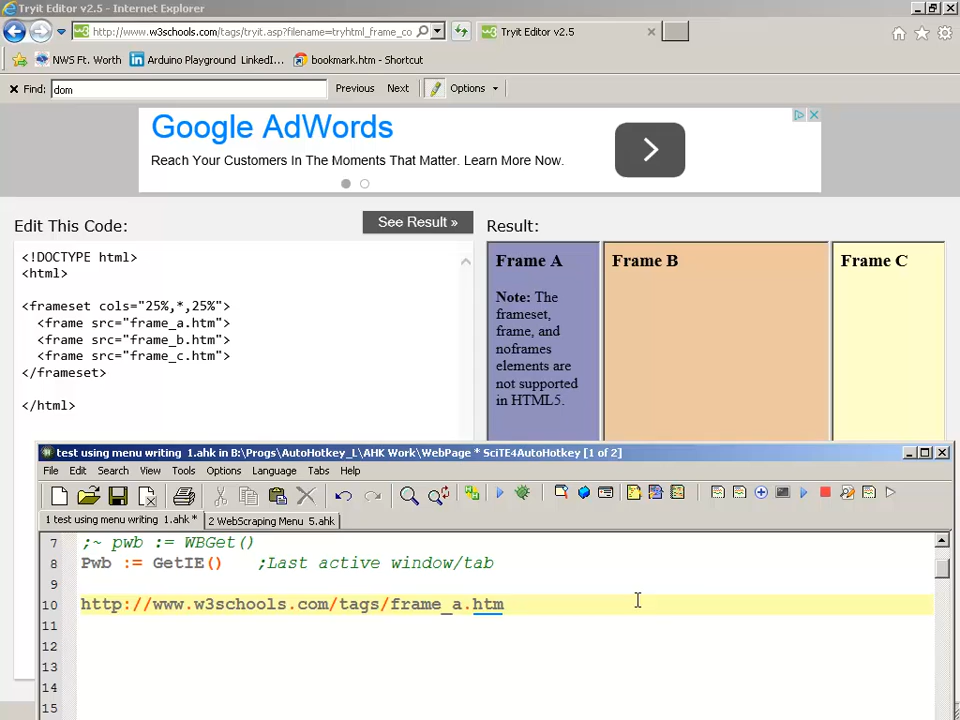 Tryit Editor v2.5 - Internet Explorer
http://www.w3schools.com/tags/tryit.asp?filename=tryhtml_frame_co
Tryit Editor v2.5
NWS Ft. Worth
Arduino Playground
LinkedI...
bookmark.htm - Shortcut
Find: dom
Previous
Next
Options
Google AdWords
Reach Your Customers In The Moments That Matter. Learn More Now.
Edit This Code:
See Result »
Result:
<!DOCTYPE html>
<html>
<frameset cols="25%,*,25%">
<frame src="frame_a.htm">
<frame src="frame_b.htm">
<frame src="frame_c.htm">
</frameset>
</html>
Frame A
Note: The
frameset,
frame, and
noframes
elements are
not supported
in HTML5.
Frame B
Frame C
test using menu writing 1.ahk in B:\Progs\AutoHotkey_L\AHK Work\WebPage * SciTE4AutoHotkey [1 of 2]
File Edit Search View Tools Options Language Tabs Help
1 test using menu writing 1.ahk *
2 WebScraping Menu 5.ahk
7 ;~ pwb := WBGet()
8 Pwb := GetIE() ;Last active window/tab
9
10 http://www.w3schools.com/tags/frame_a.htm
11
12
13
14
15